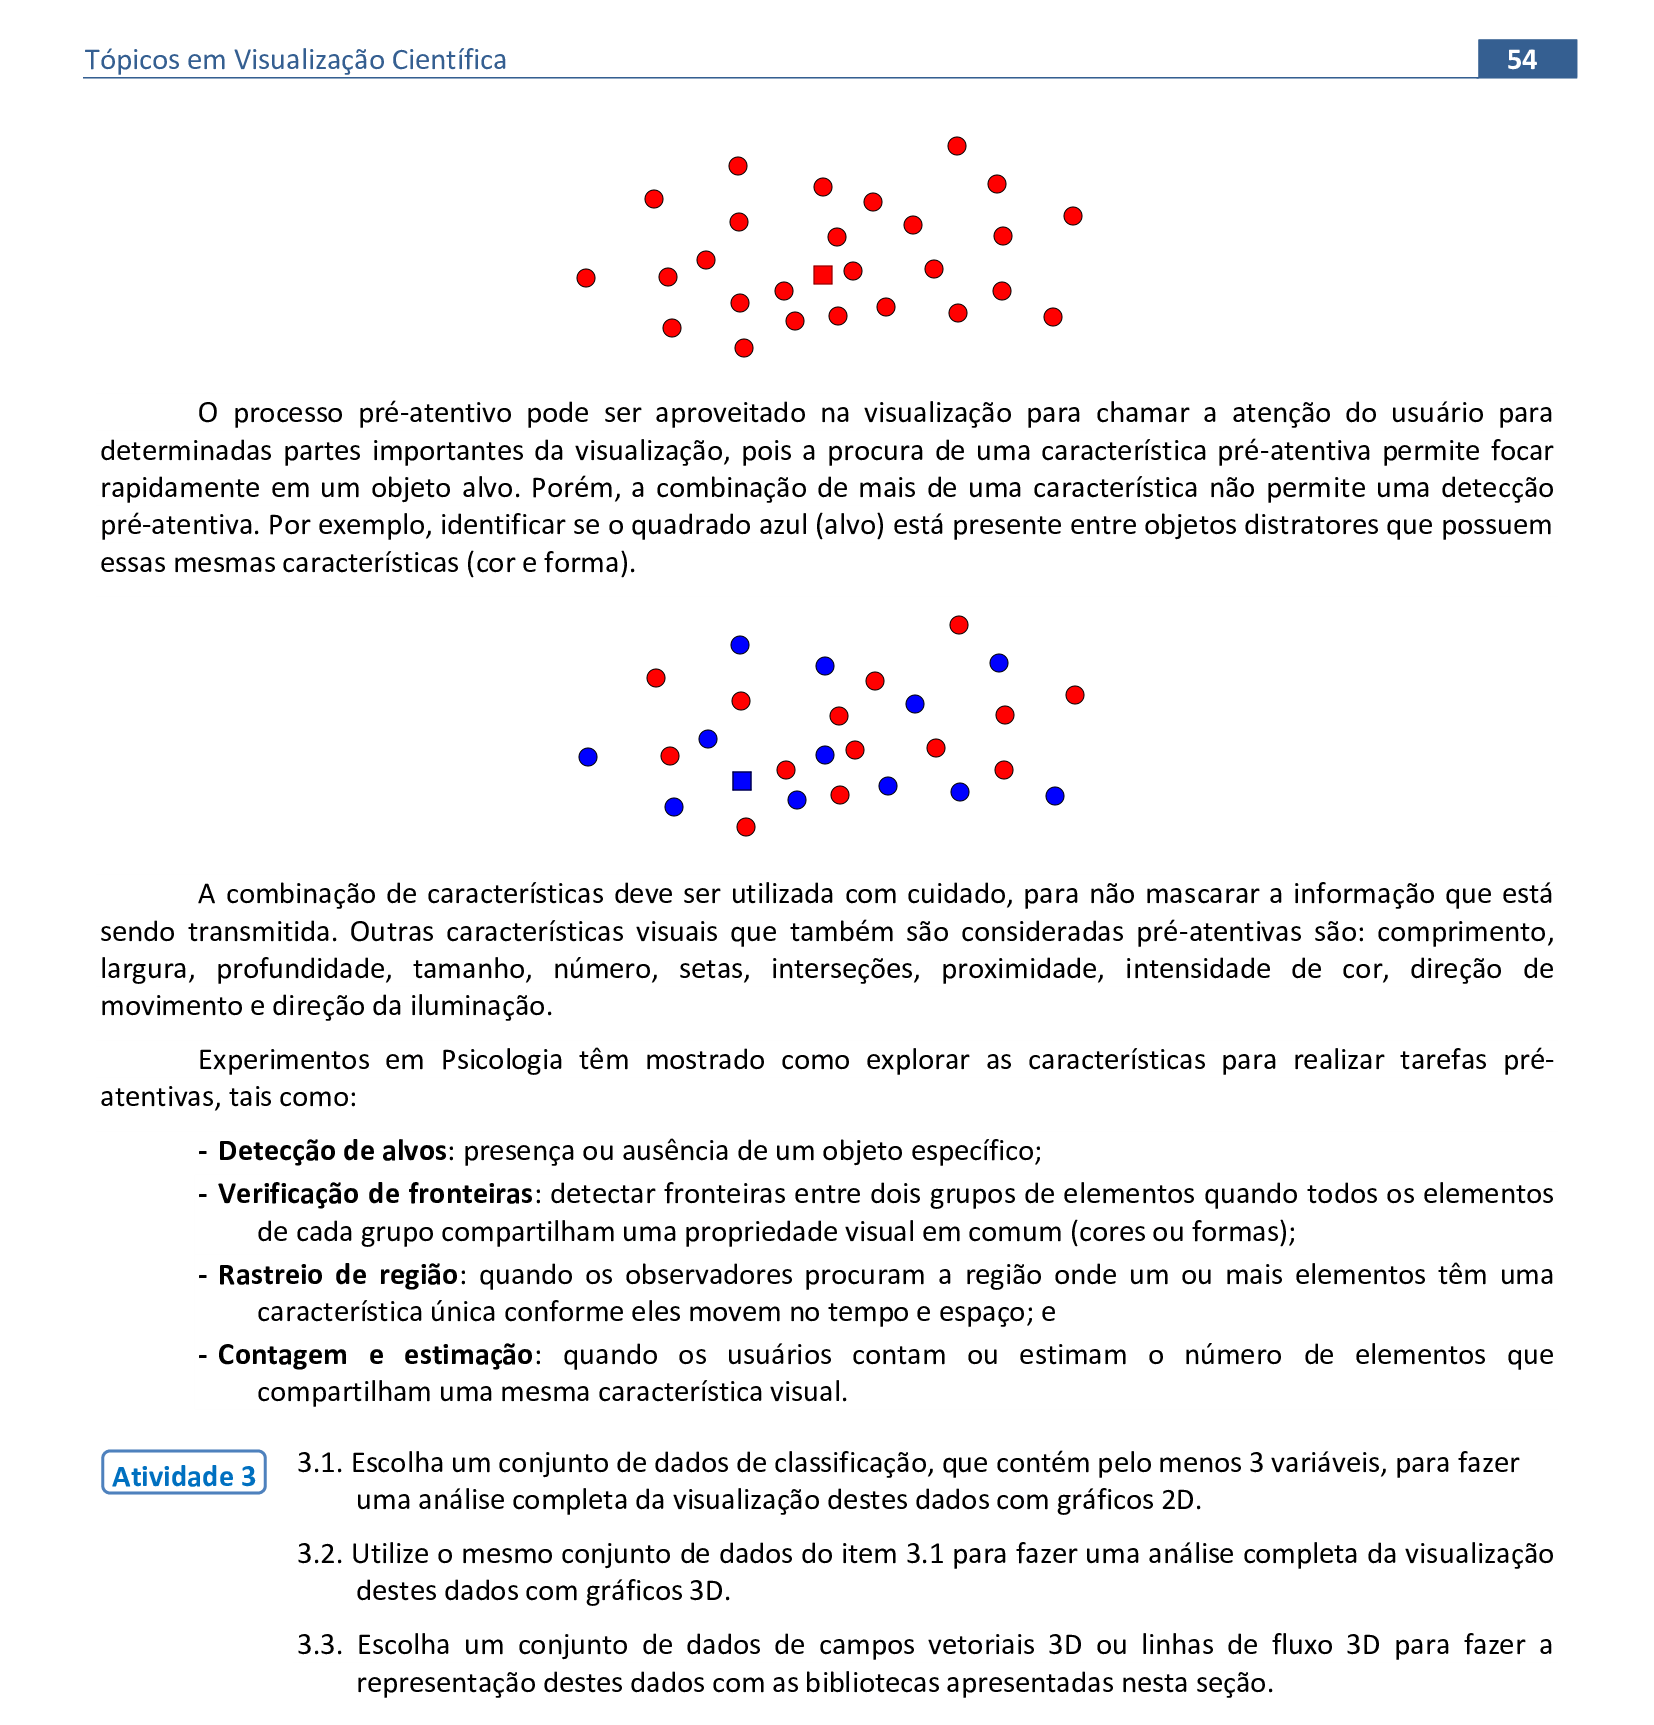 Tópicos em Visualização Científica
54
O processo pré-atentivo pode ser aproveitado na visualização para chamar a atenção do usuário para
determinadas partes importantes da visualização, pois a procura de uma característica pré-atentiva permite focar
rapidamente em um objeto alvo. Porém, a combinação de mais de uma característica não permite uma detecção
pré-atentiva. Por exemplo, identificar se o quadrado azul (alvo) está presente entre objetos distratores que possuem
essas mesmas características (cor e forma).
A combinação de características deve ser utilizada com cuidado, para não mascarar a informação que está
sendo transmitida. Outras características visuais que também são consideradas pré-atentivas são: comprimento,
largura, profundidade, tamanho, número, setas, interseções, proximidade, intensidade de cor, direção de
movimento e direção da iluminação.
Experimentos em Psicologia têm mostrado como explorar as características para realizar tarefas pré-
atentivas, tais como:
- Detecção de alvos: presença ou ausência de um objeto específico;
- Verificação de fronteiras: detectar fronteiras entre dois grupos de elementos quando todos os elementos
de cada grupo compartilham uma propriedade visual em comum (cores ou formas);
- Rastreio de região: quando os observadores procuram a região onde um ou mais elementos têm uma
característica única conforme eles movem no tempo e espaço; e
- Contagem e estimação: quando os usuários contam ou estimam o número de elementos que
compartilham uma mesma característica visual.
Atividade 3
3.1. Escolha um conjunto de dados de classificação, que contém pelo menos 3 variáveis, para fazer
uma análise completa da visualização destes dados com gráficos 2D.
3.2. Utilize o mesmo conjunto de dados do item 3.1 para fazer uma análise completa da visualização
destes dados com gráficos 3D.
3.3. Escolha um conjunto de dados de campos vetoriais 3D ou linhas de fluxo 3D para fazer a
representação destes dados com as bibliotecas apresentadas nesta seção.